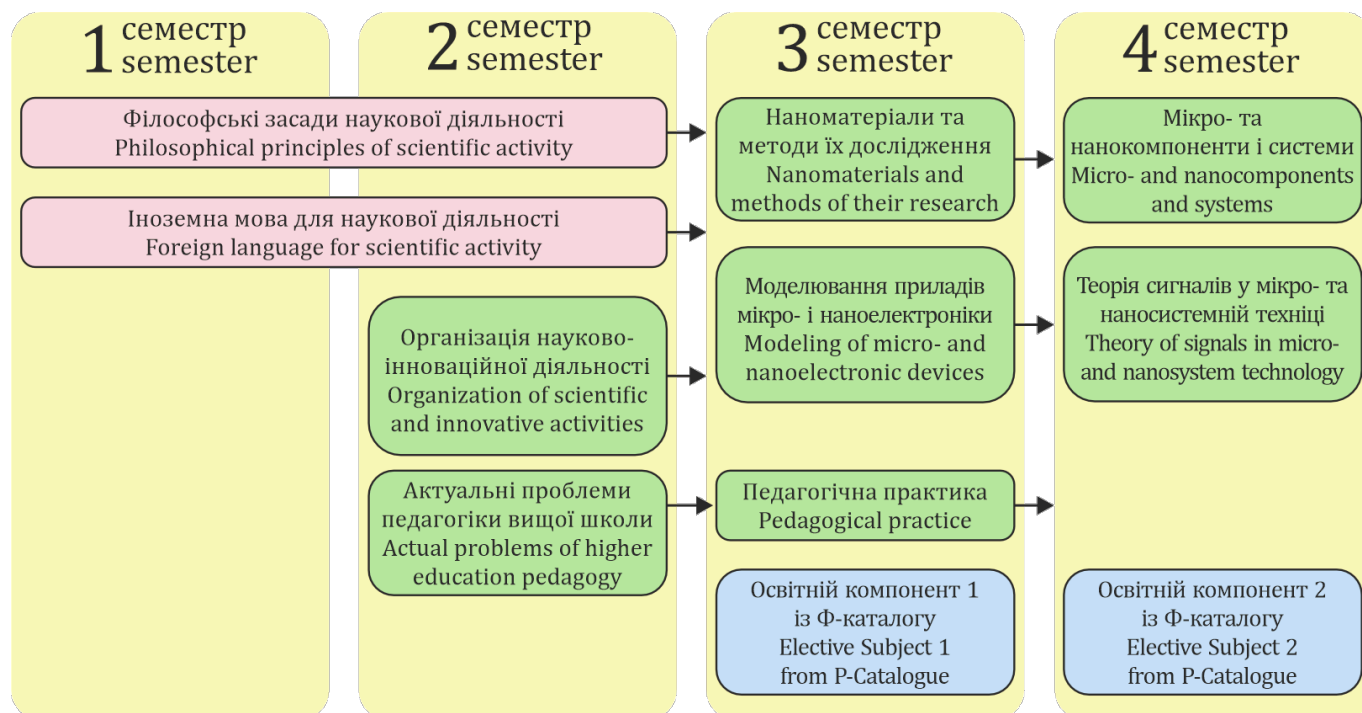 1 семестр
semester
2 семестр
semester
3 семестр
semester
4 семестр
semester
Філософські засади наукової діяльності
Philosophical principles of scientific activity
Іноземна мова для наукової діяльності
Foreign language for scientific activity
Організація науково-
інноваційної діяльності
Organization of scientific
and innovative activities
Актуальні проблеми
педагогіки вищої школи
Actual problems of higher
education pedagogy
Наноматеріали та
методи їх дослідження
Nanomaterials and
methods of their research
Моделювання приладів
мікро- і наноелектроніки
Modeling of micro- and
nanoelectronic devices
Педагогічна практика
Pedagogical practice
Освітній компонент 1
із Ф-каталогу
Elective Subject 1
from P-Catalogue
Мікро- та
нанокомпоненти і системи
Micro- and nanocomponents
and systems
Теорія сигналів у мікро- та
наносистемній техніці
Theory of signals in micro-
and nanosystem technology
Освітній компонент 2
із Ф-каталогу
Elective Subject 2
from P-Catalogue